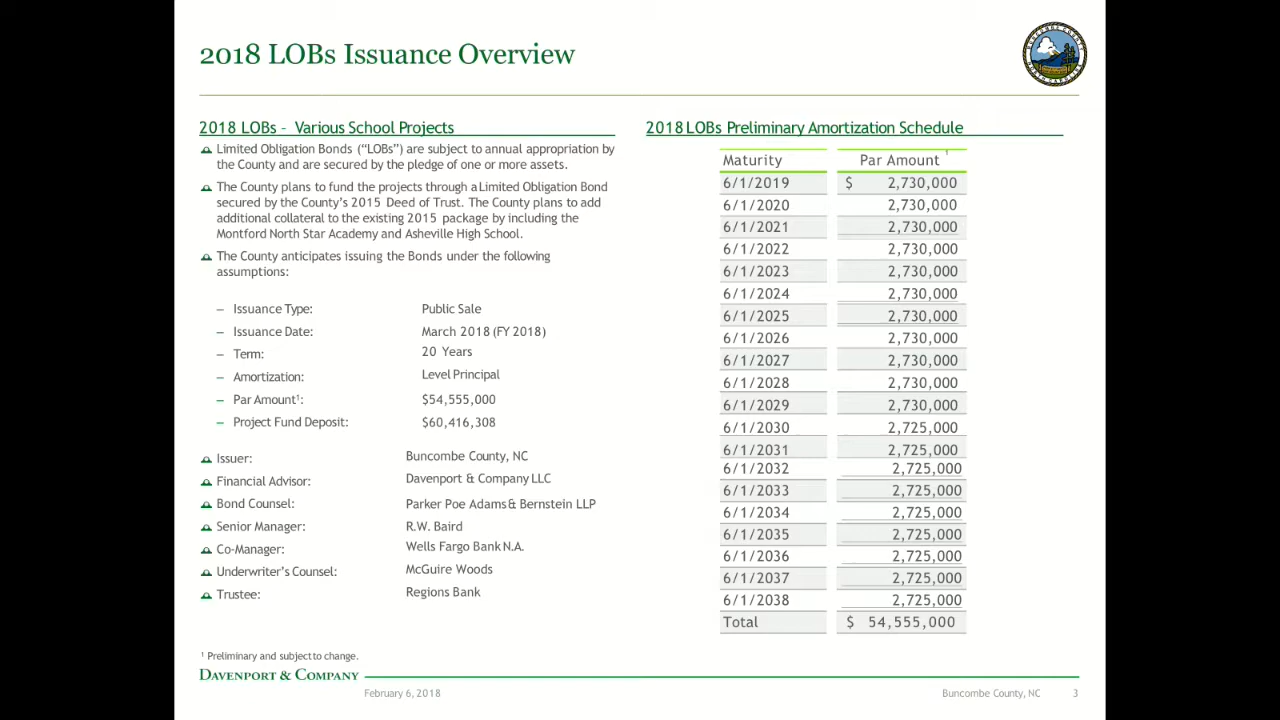 2018 LOBs Issuance Overview
2018 LOBs – Various School Projects
Limited Obligation Bonds (“LOBs”) are subject to annual appropriation by
the County and are secured by the pledge of one or more assets.
The County plans to fund the projects through a Limited Obligation Bond
secured by the County’s 2015 Deed of Trust. The County plans to add
additional collateral to the existing 2015 package by including the
Montford North Star Academy and Asheville High School.
The County anticipates issuing the Bonds under the following
assumptions:
– Issuance Type: Public Sale
– Issuance Date: March 2018 (FY 2018)
– Term: 20 Years
– Amortization: Level Principal
– Par Amount¹: $54,555,000
– Project Fund Deposit: $60,416,308
Issuer: Buncombe County, NC
Financial Advisor: Davenport & Company LLC
Bond Counsel: Parker Poe Adams & Bernstein LLP
Senior Manager: R.W. Baird
Co-Manager: Wells Fargo Bank N.A.
Underwriter’s Counsel: McGuire Woods
Trustee: Regions Bank
2018 LOBs Preliminary Amortization Schedule
Maturity Par Amount ¹
6/1/2019 $ 2,730,000
6/1/2020 2,730,000
6/1/2021 2,730,000
6/1/2022 2,730,000
6/1/2023 2,730,000
6/1/2024 2,730,000
6/1/2025 2,730,000
6/1/2026 2,730,000
6/1/2027 2,730,000
6/1/2028 2,730,000
6/1/2029 2,730,000
6/1/2030 2,725,000
6/1/2031 2,725,000
6/1/2032 2,725,000
6/1/2033 2,725,000
6/1/2034 2,725,000
6/1/2035 2,725,000
6/1/2036 2,725,000
6/1/2037 2,725,000
6/1/2038 2,725,000
Total $ 54,555,000
¹ Preliminary and subject to change.
DAVENPORT & COMPANY
February 6, 2018 Buncombe County, NC 3